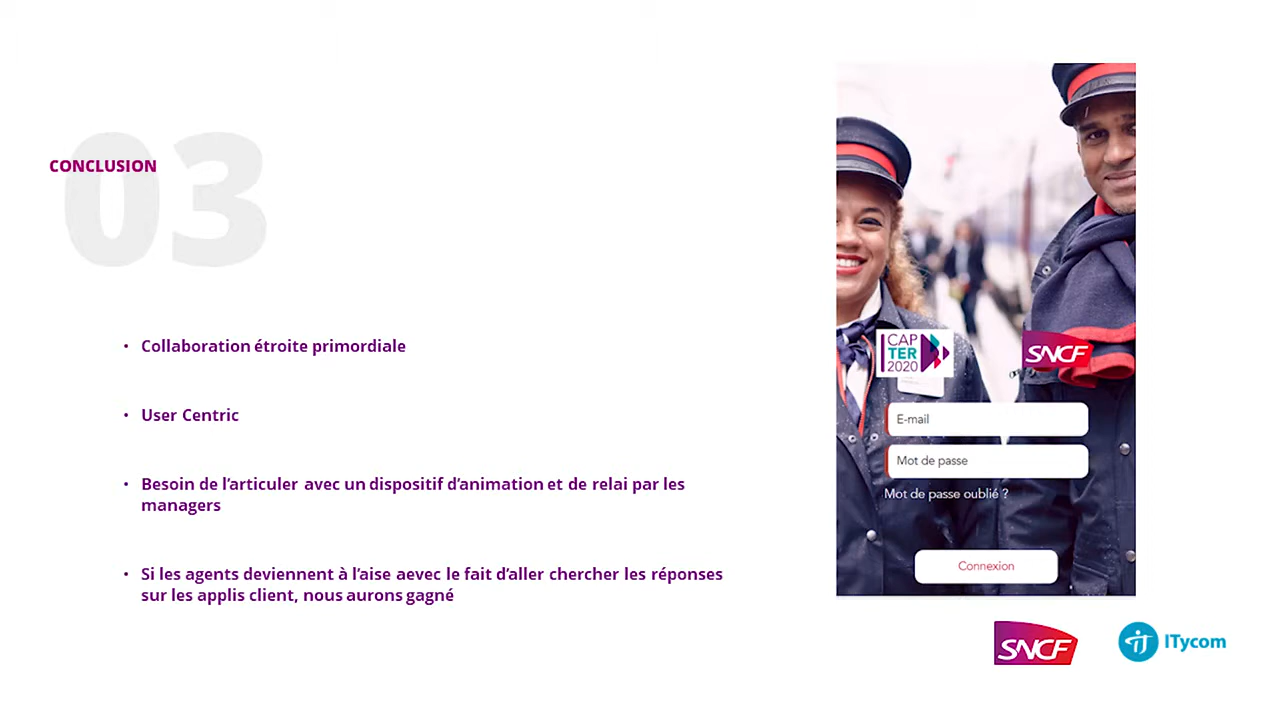 03
CONCLUSION
• Collaboration étroite primordiale
• User Centric
• Besoin de l’articuler avec un dispositif d’animation et de relai par les
managers
• Si les agents deviennent à l’aise aevec le fait d’aller chercher les réponses
sur les applis client, nous aurons gagné
CAP
TER
2020
SNCF
E-mail
Mot de passe
Mot de passe oublié ?
Connexion
SNCF
ITycom